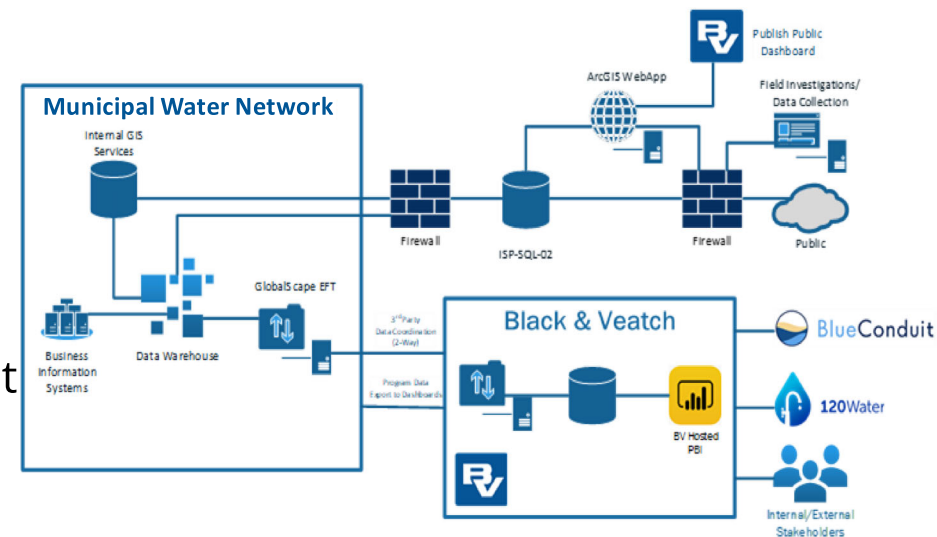 Publish Public
Dashboard
ArcGIS WebApp
Field Investigations/
Data Collection
Municipal Water Network
Internal GIS
Services
Firewall
ISP-SQL-02
Firewall
Public
GlobalScape EFT
Business
Information
Systems
Data Warehouse
3rd Party
Data Coordination
(2-Way)
Program Data
Export to Dashboards
Black & Veatch
BV Hosted
PBI
BV
BV
BlueConduit
120Water
Internal/External
Stakeholders
t